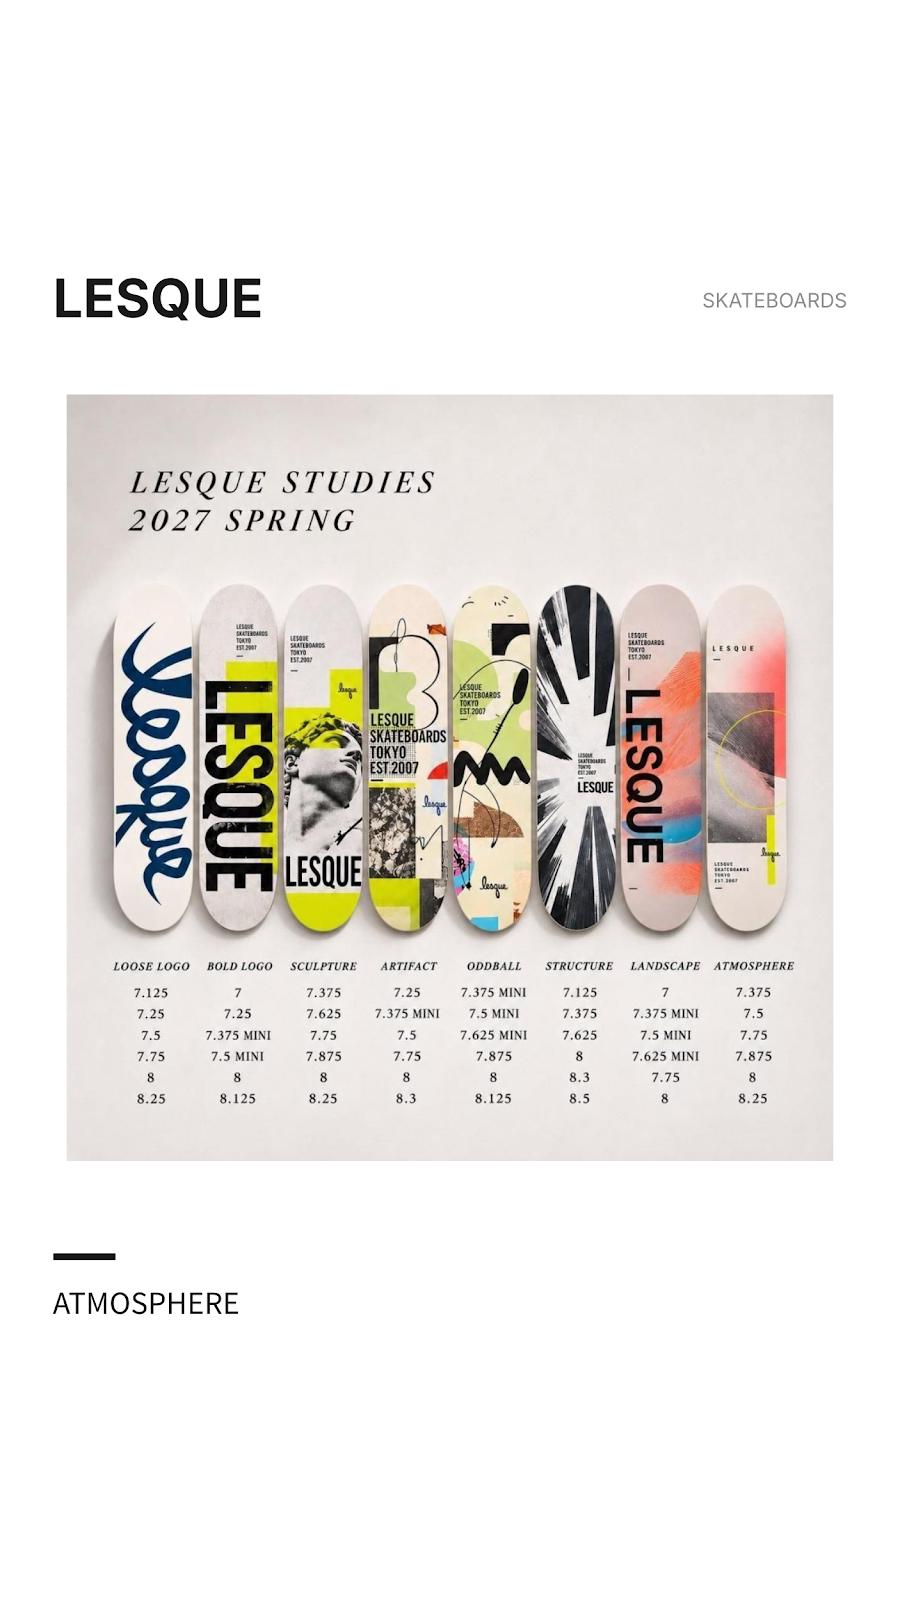 LESQUE
SKATEBOARDS
LESQUE STUDIES
2027 SPRING
lesque
LESQUE
SKATEBOARDS
TOKYO
EST.2007
LESQUE
LESQUE
SKATEBOARDS
TOKYO
EST.2007
lesque
LESQUE
LESQUE
SKATEBOARDS
TOKYO
EST.2007
lesque
LESQUE
SKATEBOARDS
TOKYO
EST.2007
lesque
LESQUE
SKATEBOARDS
TOKYO
EST.2007
LESQUE
LESQUE
SKATEBOARDS
TOKYO
EST.2007
LESQUE
LESQUE
lesque
LESQUE
SKATEBOARDS
TOKYO
EST.2007
LOOSE LOGO BOLD LOGO SCULPTURE ARTIFACT ODDBALL STRUCTURE LANDSCAPE ATMOSPHERE
7.125 7 7.375 7.25 7.375 MINI 7.125 7 7.375
7.25 7.25 7.625 7.375 MINI 7.5 MINI 7.375 7.375 MINI 7.5
7.5 7.375 MINI 7.75 7.5 7.625 MINI 7.625 7.5 MINI 7.75
7.75 7.5 MINI 7.875 7.75 7.875 8 7.625 MINI 7.875
8 8 8 8 8 8.3 7.75 8
8.25 8.125 8.25 8.3 8.125 8.5 8 8.25
ATMOSPHERE